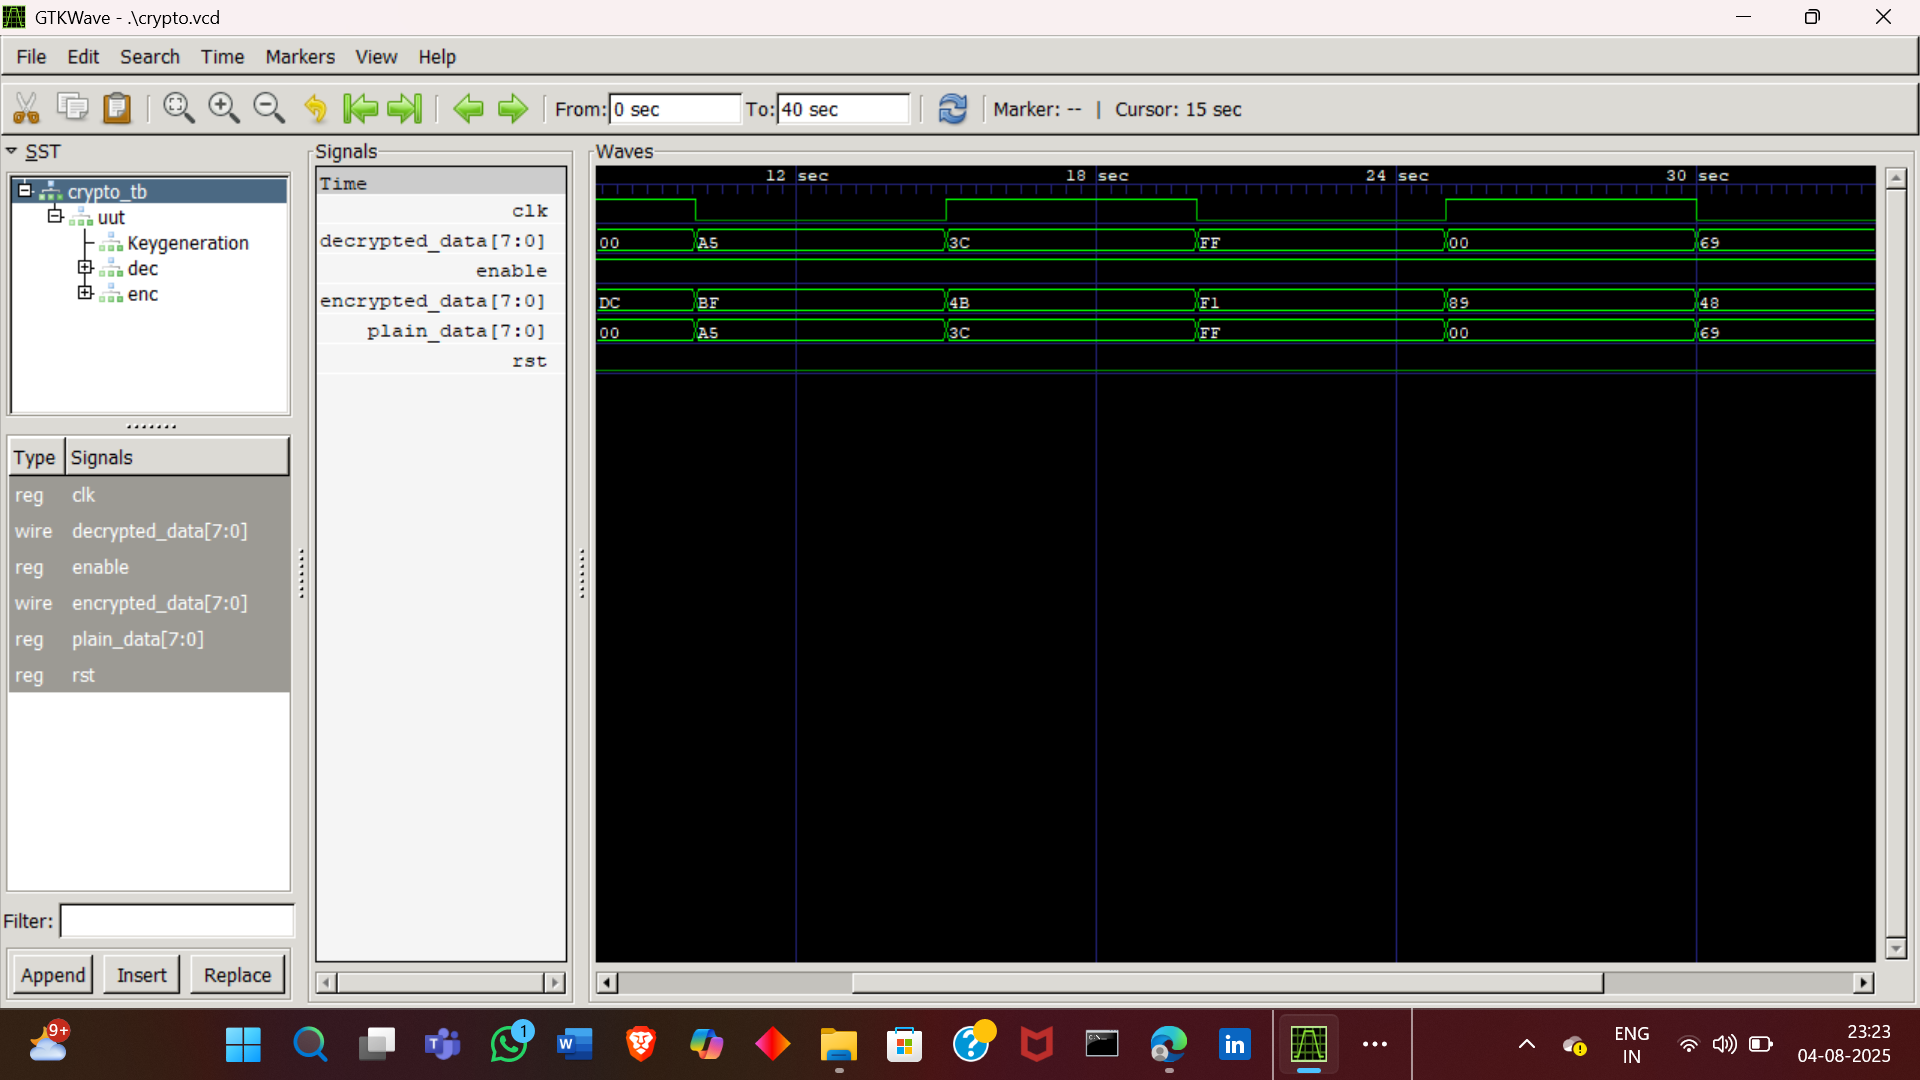 GTKWave - .\crypto.vcd
File Edit Search Time Markers View Help
From: 0 sec To: 40 sec Marker: -- | Cursor: 15 sec
SST
crypto_tb
uut
Keygeneration
dec
enc
Type Signals
reg clk
wire decrypted_data[7:0]
reg enable
wire encrypted_data[7:0]
reg plain_data[7:0]
reg rst
Filter:
Append Insert Replace
Signals
Time
clk
decrypted_data[7:0]
enable
encrypted_data[7:0]
plain_data[7:0]
rst
Waves
12 sec 18 sec 24 sec 30 sec
00 A5 3C FF 00 69
DC BF 4B F1 89 48
00 A5 3C FF 00 69
9+
1
ENG
IN
23:23
04-08-2025